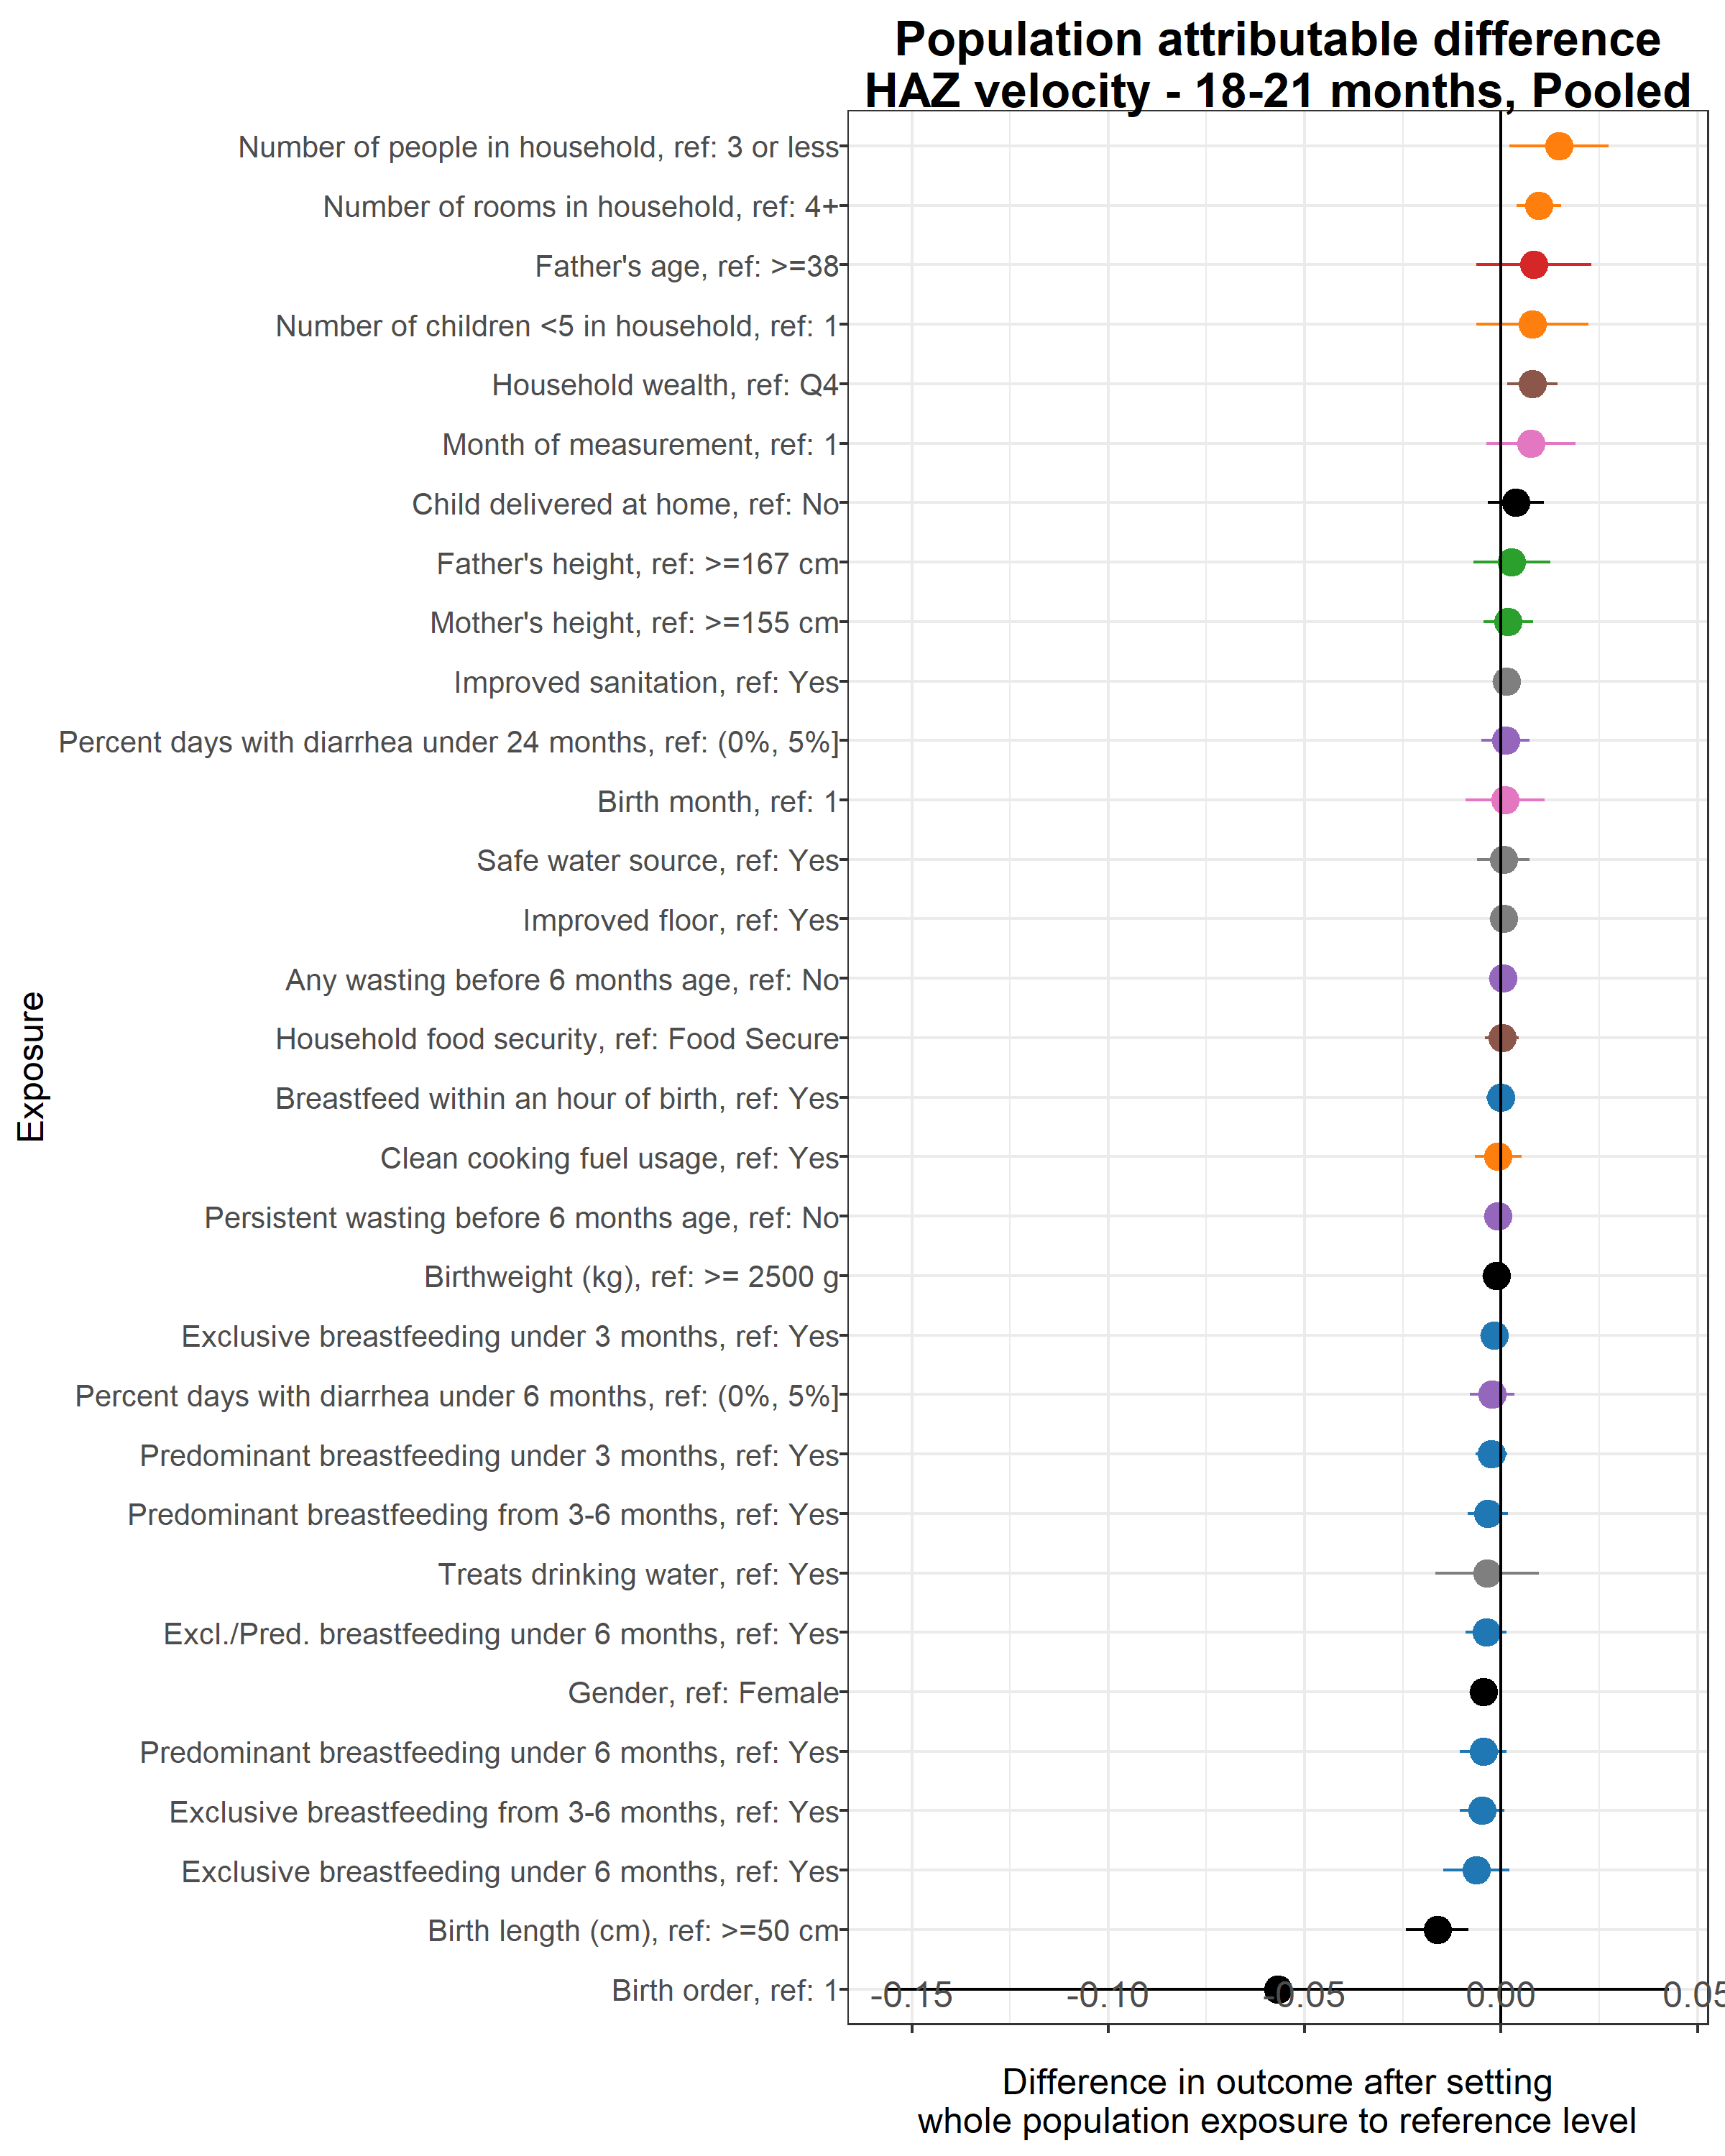 Population attributable difference
HAZ velocity - 18-21 months, Pooled
Number of people in household, ref: 3 or less
Number of rooms in household, ref: 4+
Father's age, ref: >=38
Number of children <5 in household, ref: 1
Household wealth, ref: Q4
Month of measurement, ref: 1
Child delivered at home, ref: No
Father's height, ref: >=167 cm
Mother's height, ref: >=155 cm
Improved sanitation, ref: Yes
Percent days with diarrhea under 24 months, ref: (0%, 5%]
Birth month, ref: 1
Safe water source, ref: Yes
Improved floor, ref: Yes
Any wasting before 6 months age, ref: No
Household food security, ref: Food Secure
Breastfeed within an hour of birth, ref: Yes
Clean cooking fuel usage, ref: Yes
Persistent wasting before 6 months age, ref: No
Birthweight (kg), ref: >= 2500 g
Exclusive breastfeeding under 3 months, ref: Yes
Percent days with diarrhea under 6 months, ref: (0%, 5%]
Predominant breastfeeding under 3 months, ref: Yes
Predominant breastfeeding from 3-6 months, ref: Yes
Treats drinking water, ref: Yes
Excl./Pred. breastfeeding under 6 months, ref: Yes
Gender, ref: Female
Predominant breastfeeding under 6 months, ref: Yes
Exclusive breastfeeding from 3-6 months, ref: Yes
Exclusive breastfeeding under 6 months, ref: Yes
Birth length (cm), ref: >=50 cm
Birth order, ref: 1
Exposure
-0.15 -0.10 -0.05 0.00 0.05
Difference in outcome after setting
whole population exposure to reference level